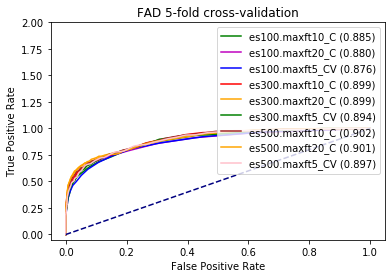 FAD 5-fold cross-validation
True Positive Rate
2.00
1.75
1.50
1.25
1.00
0.75
0.50
0.25
0.00
es100.maxft10_C (0.885)
es100.maxft20_C (0.880)
es100.maxft5_CV (0.876)
es300.maxft10_C (0.899)
es300.maxft20_C (0.899)
es300.maxft5_CV (0.894)
es500.maxft10_C (0.902)
es500.maxft20_C (0.901)
es500.maxft5_CV (0.897)
0.0 0.2 0.4 0.6 0.8 1.0
False Positive Rate